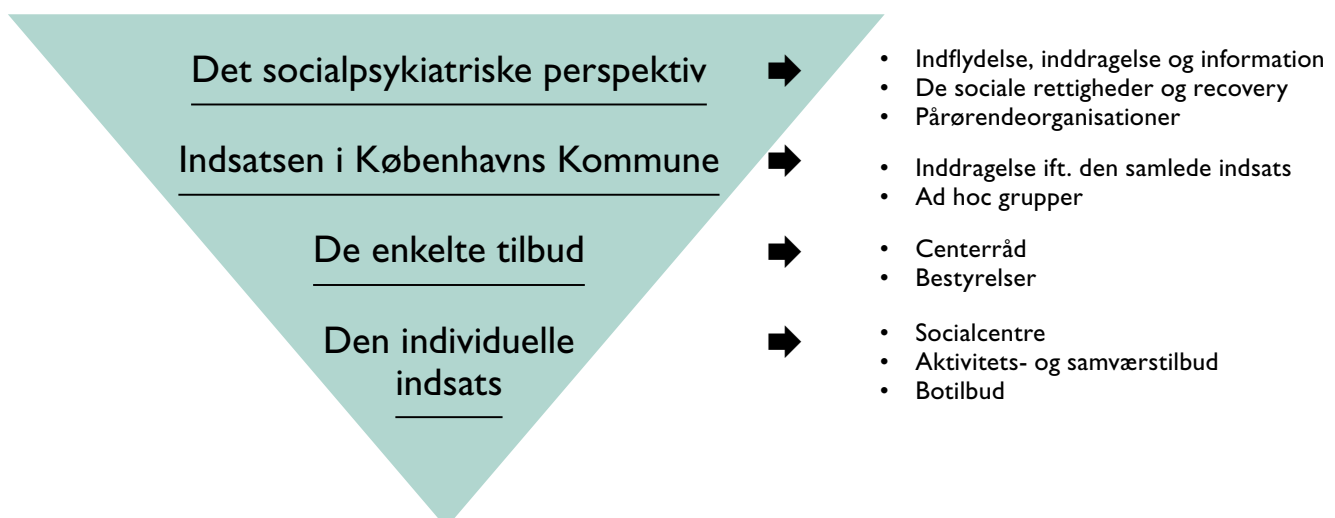 Det socialpsykiatriske perspektiv
• Indflydelse, inddragelse og information
• De sociale rettigheder og recovery
• Pårørendeorganisationer
Indsatsen i Københavns Kommune
• Inddragelse ift. den samlede indsats
• Ad hoc grupper
De enkelte tilbud
• Centerråd
• Bestyrelser
Den individuelle
indsats
• Socialcentre
• Aktivitets- og samværstilbud
• Botilbud